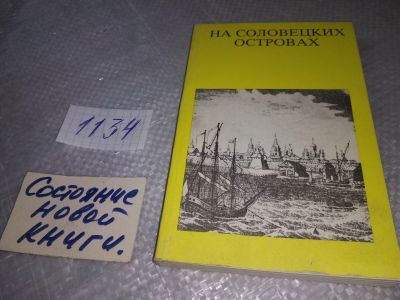 НА СОЛОВЕЦКИХ
ОСТРОВАХ
1134
Состояние
новой
книги.